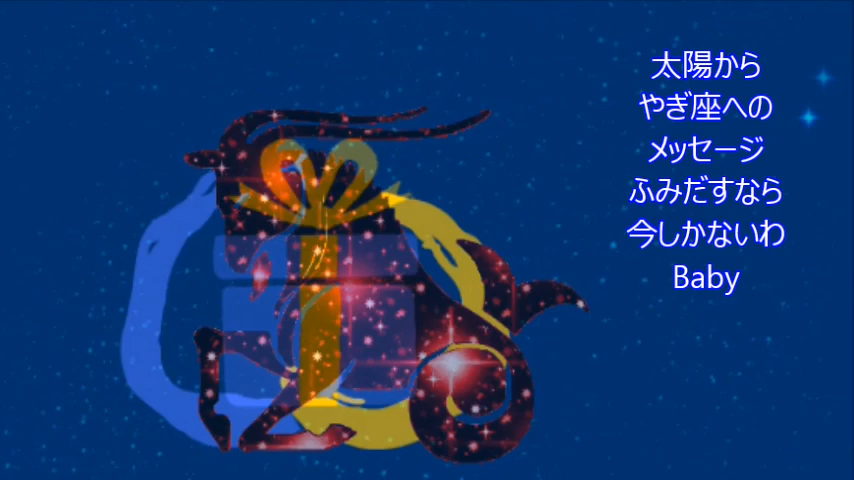 太陽から
やぎ座への
メッセージ
ふみだすなら
今しかないわ
Baby